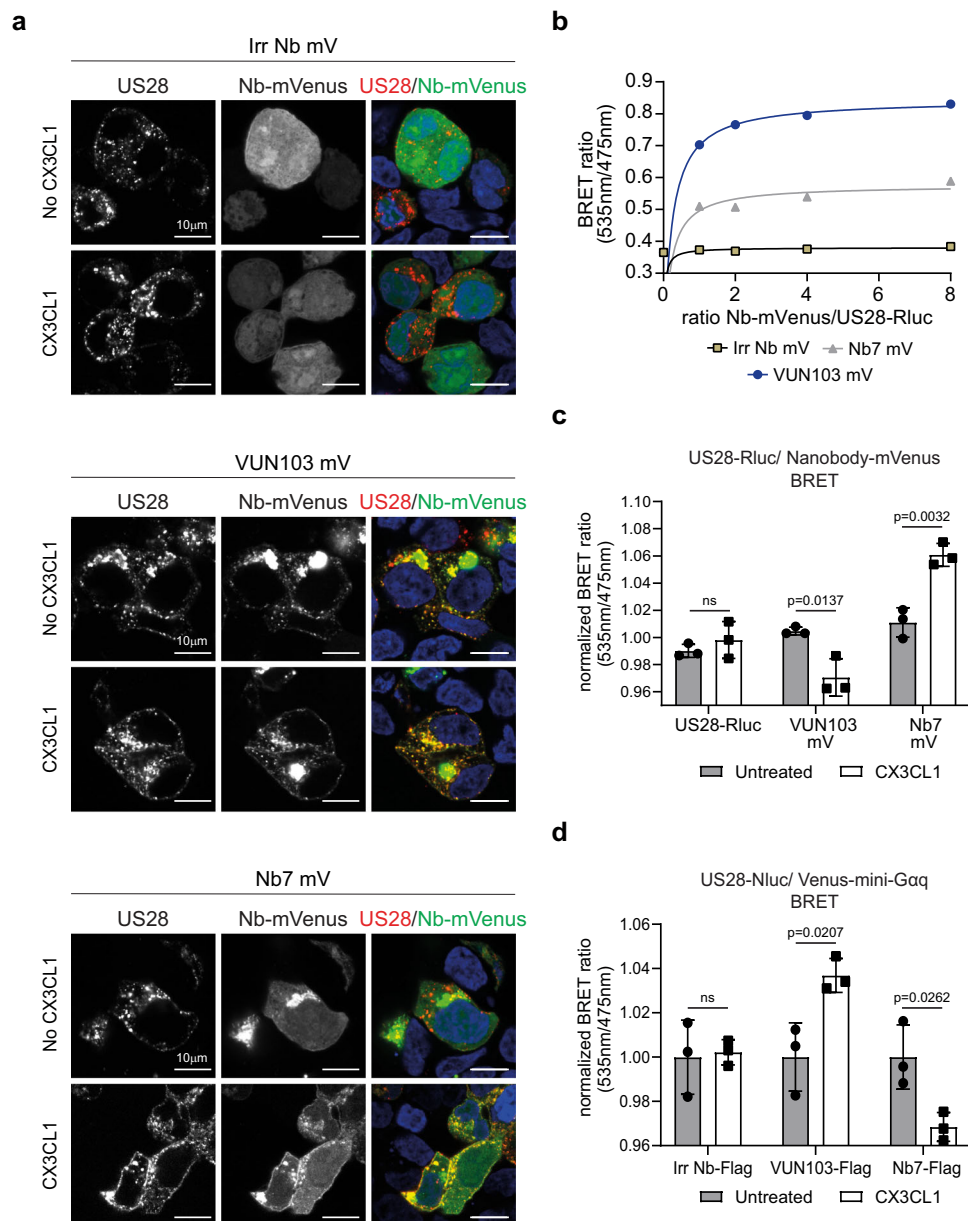 a
Irr Nb mV
US28 Nb-mVenus US28/Nb-mVenus
No CX3CL1
10μm
CX3CL1
VUN103 mV
US28 Nb-mVenus US28/Nb-mVenus
No CX3CL1
10μm
CX3CL1
Nb7 mV
US28 Nb-mVenus US28/Nb-mVenus
No CX3CL1
10μm
CX3CL1
b
BRET ratio
(535nm/475nm)
0.9
0.8
0.7
0.6
0.5
0.4
0.3
0 2 4 6 8
ratio Nb-mVenus/US28-Rluc
Irr Nb mV Nb7 mV
VUN103 mV
c
US28-Rluc/ Nanobody-mVenus
BRET
normalized BRET ratio
(535nm/475nm)
1.10
1.08
1.06
1.04
1.02
1.00
0.98
0.96
ns
p=0.0137
p=0.0032
US28-Rluc VUN103 Nb7
mV mV
Untreated CX3CL1
d
US28-Nluc/ Venus-mini-Gαq
BRET
normalized BRET ratio
(535nm/475nm)
1.06
1.04
1.02
1.00
0.98
0.96
ns
p=0.0207
p=0.0262
Irr Nb-Flag VUN103-Flag Nb7-Flag
Untreated CX3CL1